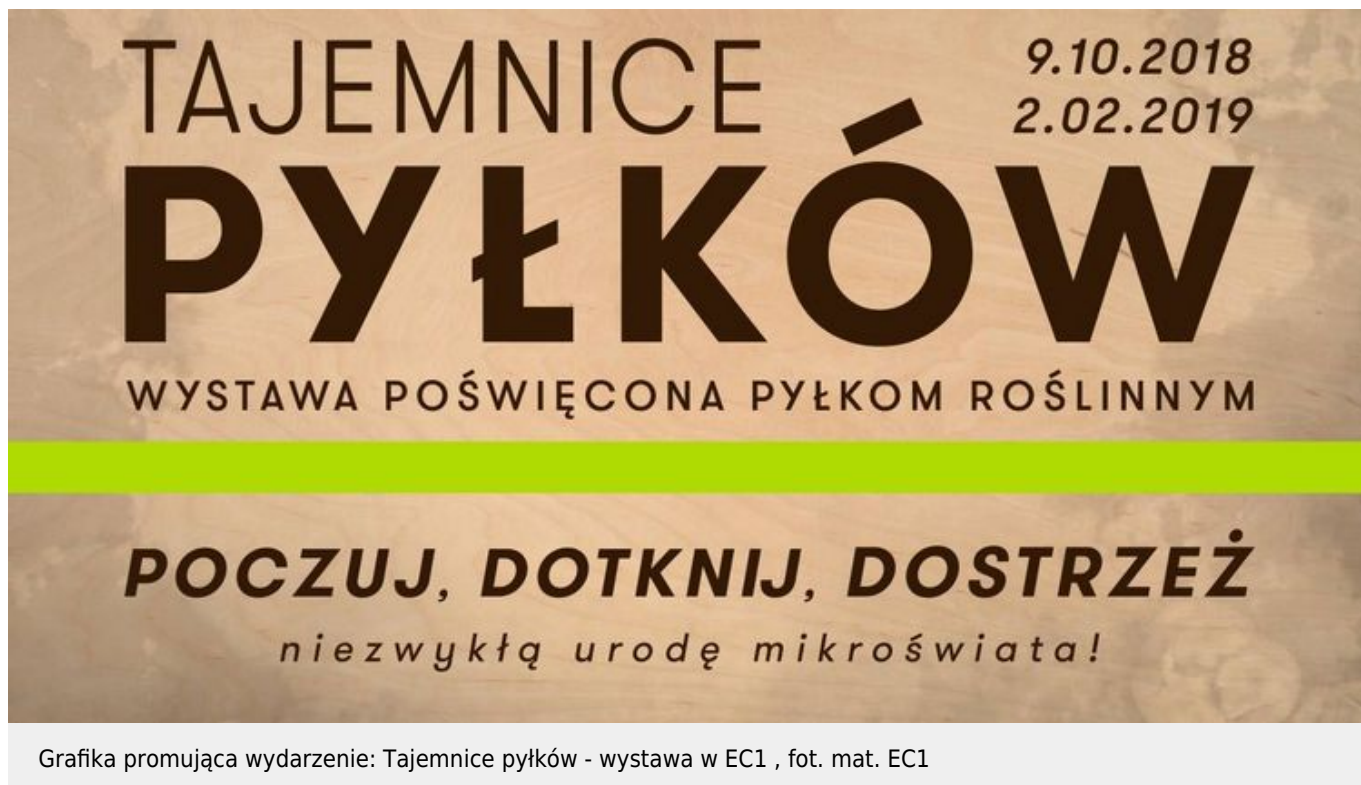 TAJEMNICE
9.10.2018
2.02.2019
PYŁKÓW
WYSTAWA POŚWIĘCONA PYŁKOM ROŚLINNYM
POCZUJ, DOTKNIJ, DOSTRZEŻ
niezwykłą urodę mikroświata!
Grafika promująca wydarzenie: Tajemnice pyłków - wystawa w EC1 , fot. mat. EC1